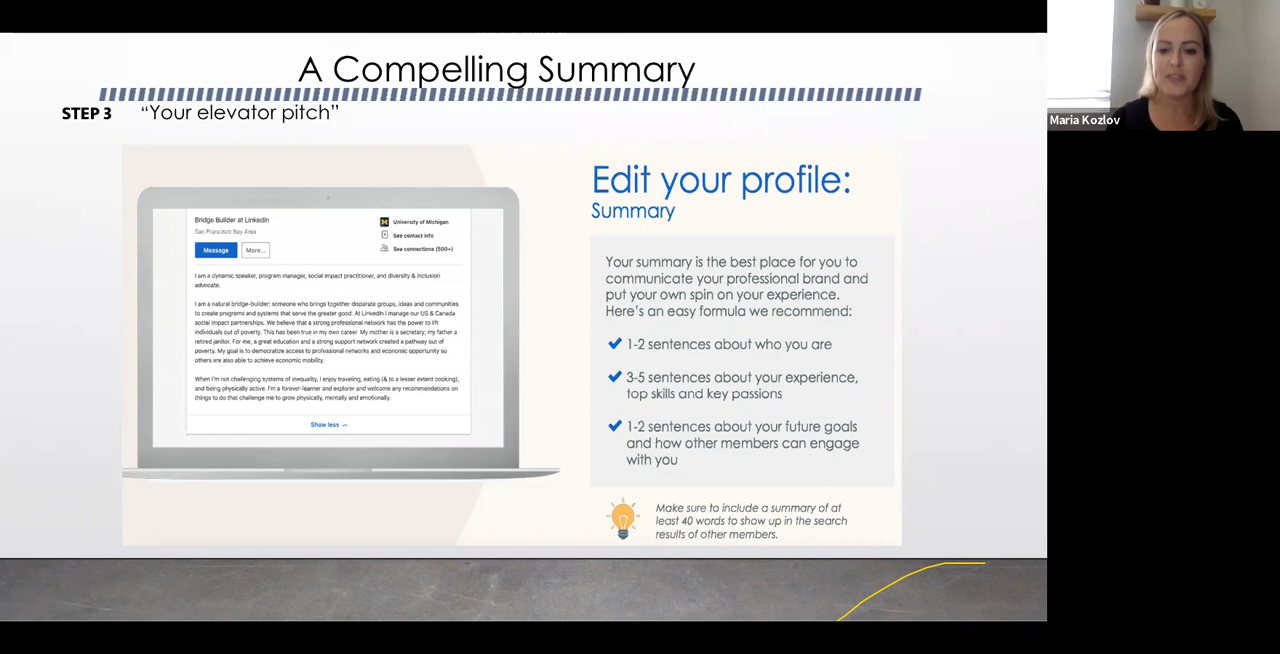 A Compelling Summary
STEP 3 “Your elevator pitch”
Bridge Builder at LinkedIn
San Francisco Bay Area
Message More...
University of Michigan
See contact info
See connections (500+)
I am a dynamic speaker, program manager, social impact practitioner, and diversity & inclusion
advocate.
I am a natural bridge-builder: someone who brings together disparate groups, ideas and communities
to create programs and systems that serve the greater good. At LinkedIn I manage our US & Canada
social impact partnerships. We believe that a strong professional network has the power to lift
individuals out of poverty. This has been true in my own career. My mother is a secretary; my father a
retired janitor. For me, a great education and a strong support network created a pathway out of
poverty. My goal is to democratize access to professional networks and economic opportunity so
others are also able to achieve economic mobility.
When I'm not challenging systems of inequality, I enjoy traveling, eating (& to a lesser extent cooking),
and being physically active. I'm a forever-learner and explorer and welcome any recommendations on
things to do that challenge me to grow physically, mentally and emotionally.
Show less
Edit your profile:
Summary
Your summary is the best place for you to
communicate your professional brand and
put your own spin on your experience.
Here's an easy formula we recommend:
1-2 sentences about who you are
3-5 sentences about your experience,
top skills and key passions
1-2 sentences about your future goals
and how other members can engage
with you
Make sure to include a summary of at
least 40 words to show up in the search
results of other members.
Maria Kozlov